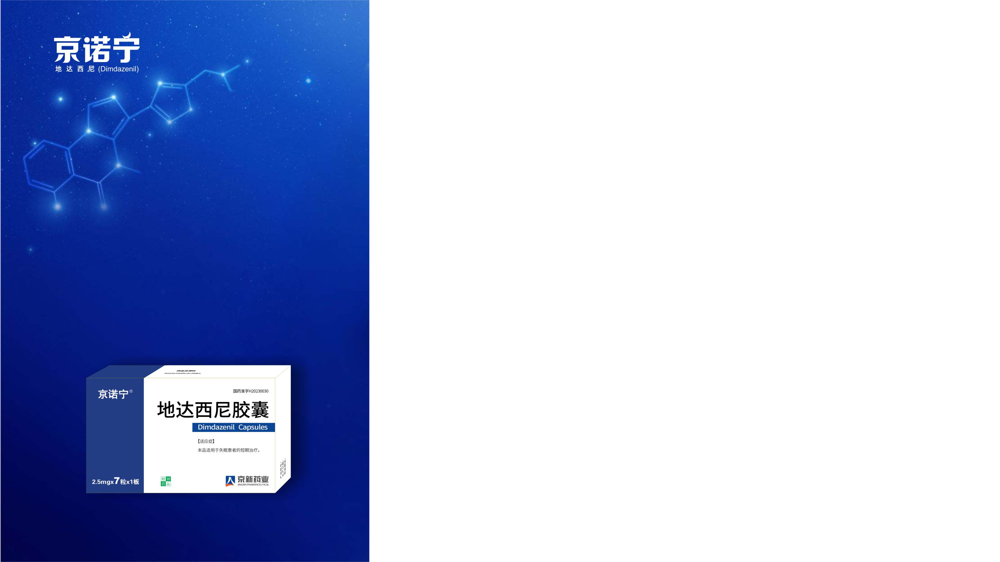 京诺宁
地达西尼 (Dimdazenil)
京诺宁®
国药准字H20230030
地达西尼胶囊
Dimdazenil Capsules
【适应症】
本品适用于失眠患者的短期治疗。
2.5mgx7粒x1板
精神
药品
京新药业
JINGXIN PHARMACEUTICAL